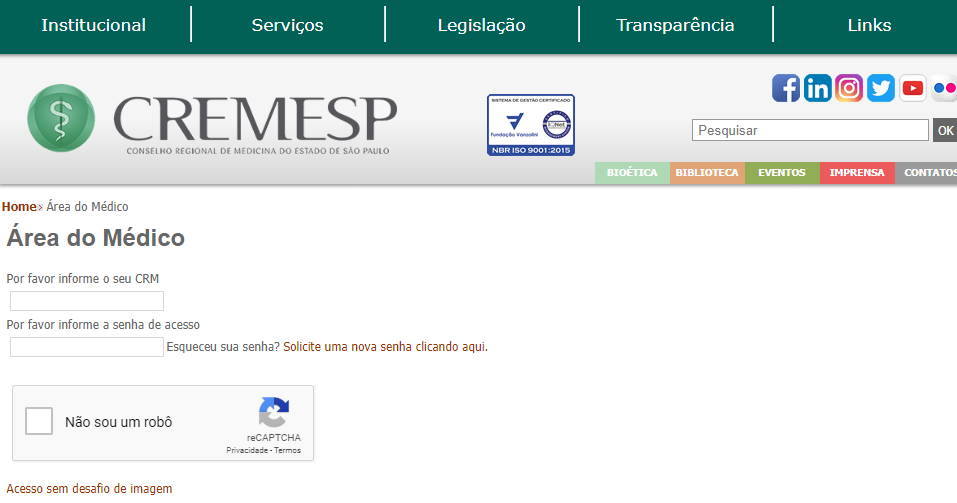 Institucional Serviços Legislação Transparência Links
CREMESP
CONSELHO REGIONAL DE MEDICINA DO ESTADO DE SÃO PAULO
SISTEMA DE GESTÃO CERTIFICADO
Fundação Vanzolini
IQNet
NBR ISO 9001:2015
Pesquisar OK
BIOÉTICA BIBLIOTECA EVENTOS IMPRENSA CONTATOS
Home» Área do Médico
Área do Médico
Por favor informe o seu CRM
Por favor informe a senha de acesso
Esqueceu sua senha? Solicite uma nova senha clicando aqui.
Não sou um robô
reCAPTCHA
Privacidade - Termos
Acesso sem desafio de imagem